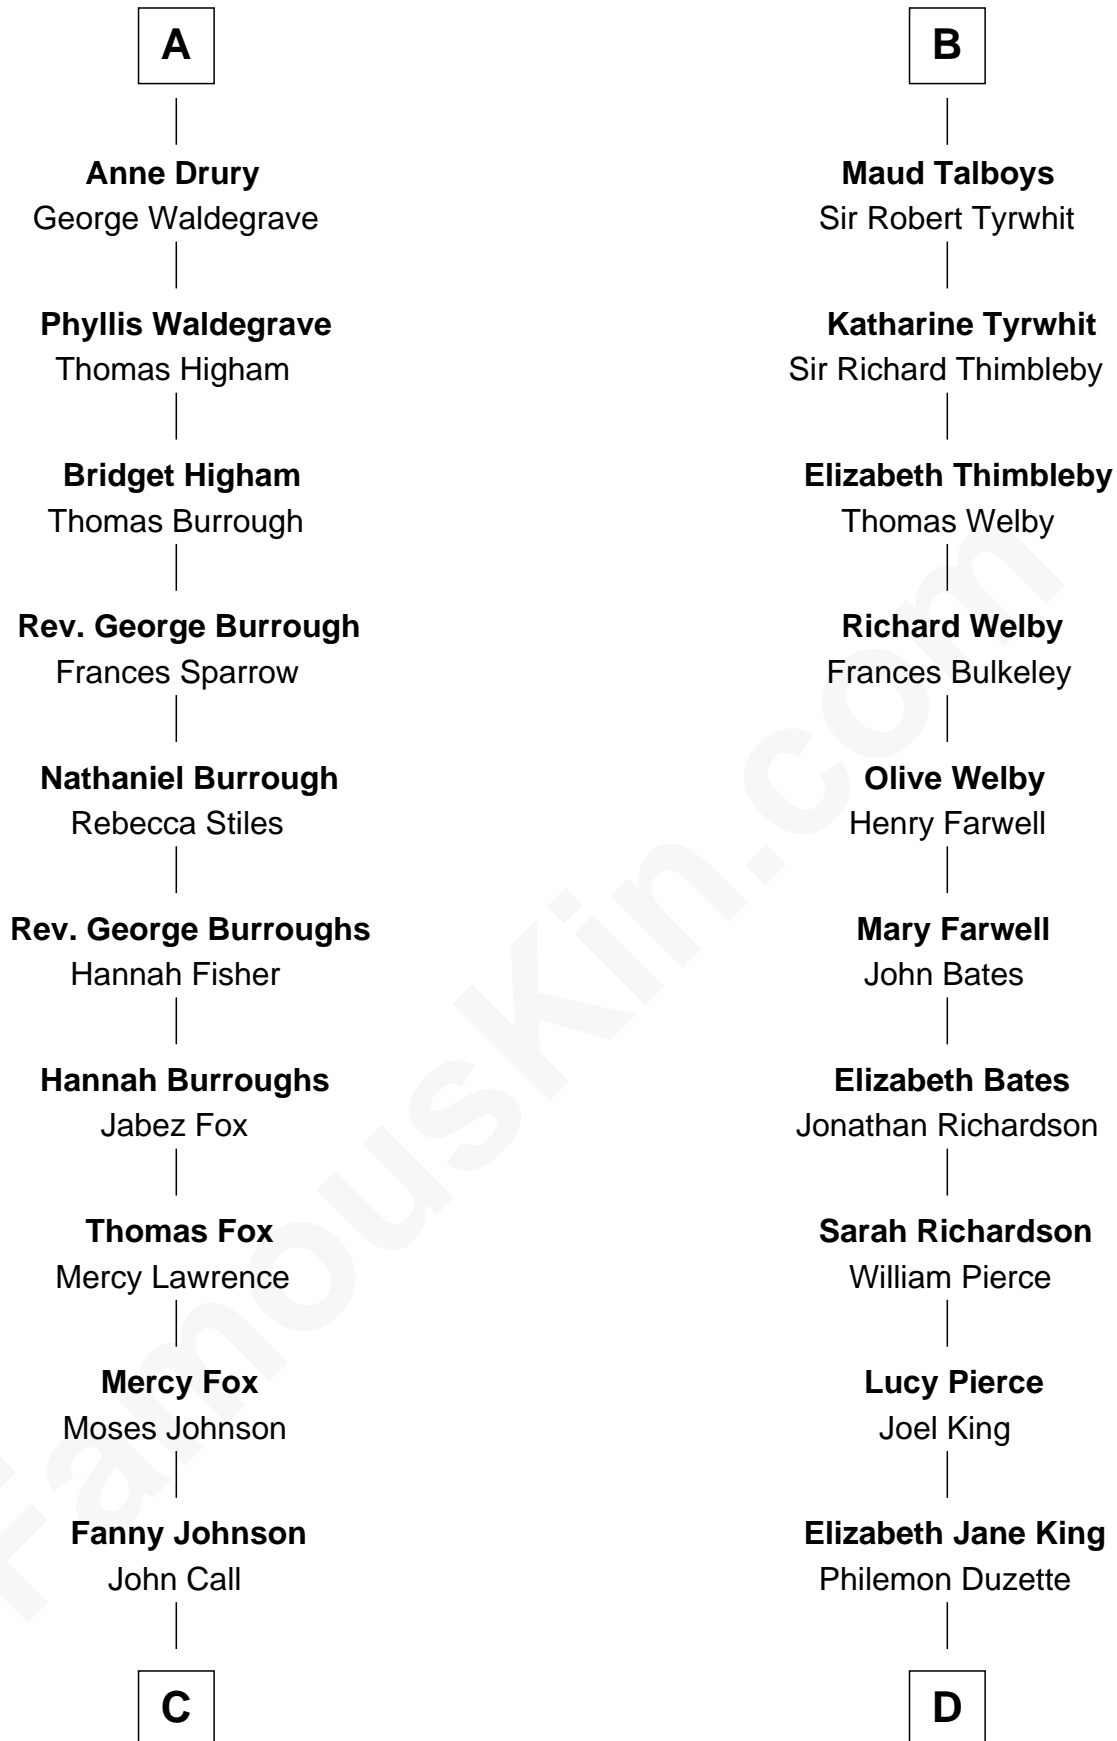 A
Anne Drury
George Waldegrave
Phyllis Waldegrave
Thomas Higham
Bridget Higham
Thomas Burrough
Rev. George Burrough
Frances Sparrow
Nathaniel Burrough
Rebecca Stiles
Rev. George Burroughs
Hannah Fisher
Hannah Burroughs
Jabez Fox
Thomas Fox
Mercy Lawrence
Mercy Fox
Moses Johnson
Fanny Johnson
John Call
C
B
Maud Talboys
Sir Robert Tyrwhit
Katharine Tyrwhit
Sir Richard Thimbleby
Elizabeth Thimbleby
Thomas Welby
Richard Welby
Frances Bulkeley
Olive Welby
Henry Farwell
Mary Farwell
John Bates
Elizabeth Bates
Jonathan Richardson
Sarah Richardson
William Pierce
Lucy Pierce
Joel King
Elizabeth Jane King
Philemon Duzette
D
FamousKin.com